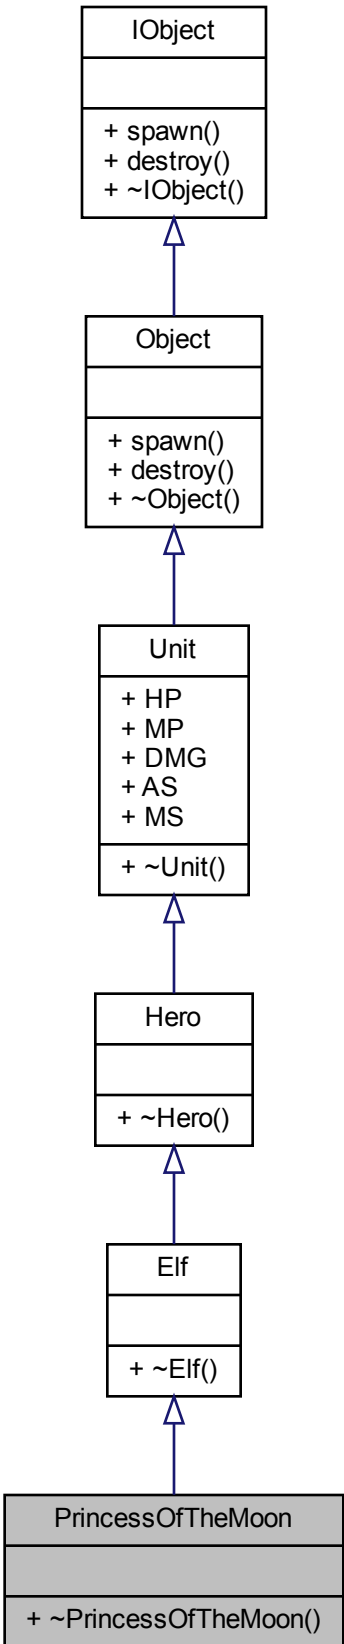 IObject
+ spawn()
+ destroy()
+ ~IObject()
Object
+ spawn()
+ destroy()
+ ~Object()
Unit
+ HP
+ MP
+ DMG
+ AS
+ MS
+ ~Unit()
Hero
+ ~Hero()
Elf
+ ~Elf()
PrincessOfTheMoon
+ ~PrincessOfTheMoon()